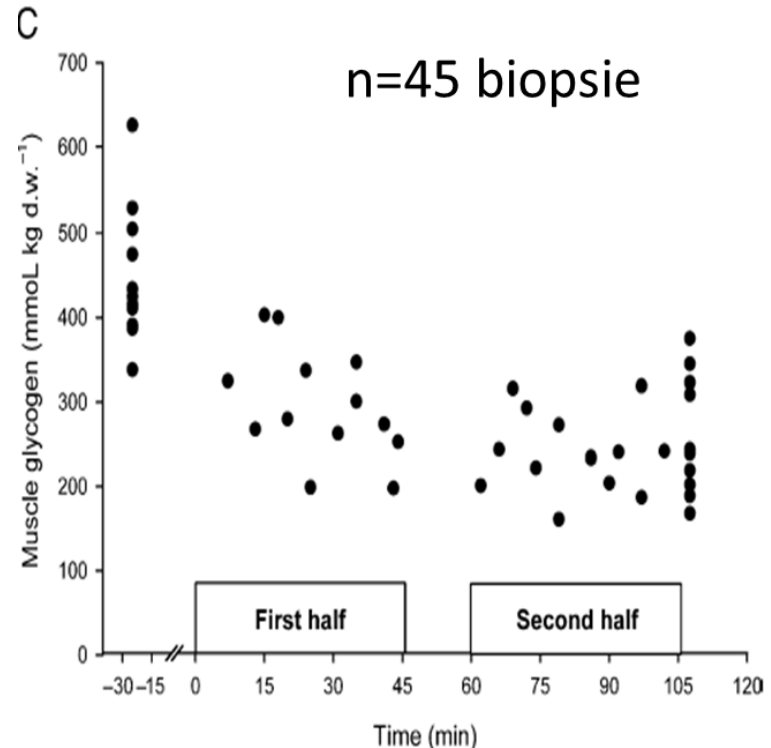 C
n=45 biopsie
Muscle glycogen (mmoL kg d.w.⁻¹)
700
600
500
400
300
200
100
0
First half
Second half
–30 –15 0 15 30 45 60 75 90 105 120
Time (min)